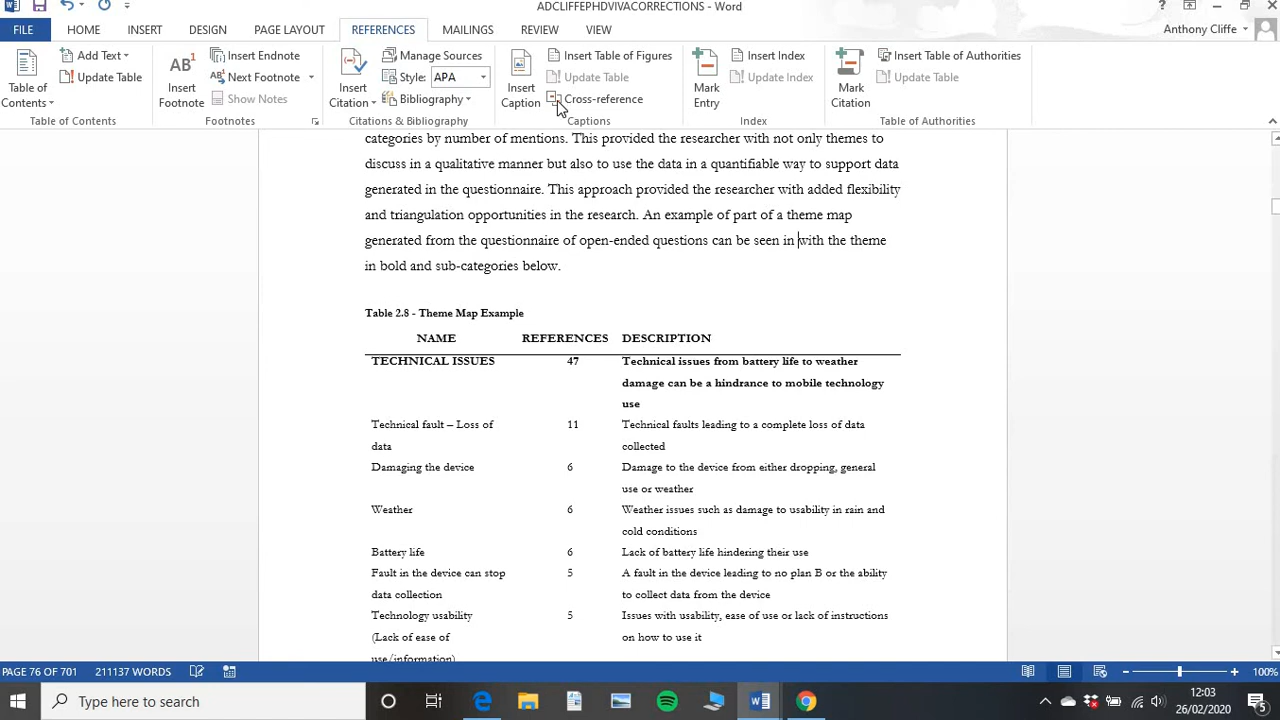 ADCLIFFEPHDVIVACORRECTIONS - Word
FILE HOME INSERT DESIGN PAGE LAYOUT REFERENCES MAILINGS REVIEW VIEW Anthony Cliffe
Add Text Insert Endnote Manage Sources Insert Table of Figures Insert Index Insert Table of Authorities
Update Table Next Footnote Style: APA Update Table Update Index Update Table
Table of Contents Insert Footnote Show Notes Insert Citation Bibliography Insert Caption Cross-reference Mark Entry Mark Citation
Table of Contents Footnotes Citations & Bibliography Captions Index Table of Authorities
categories by number of mentions. This provided the researcher with not only themes to
discuss in a qualitative manner but also to use the data in a quantifiable way to support data
generated in the questionnaire. This approach provided the researcher with added flexibility
and triangulation opportunities in the research. An example of part of a theme map
generated from the questionnaire of open-ended questions can be seen in with the theme
in bold and sub-categories below.
Table 2.8 - Theme Map Example
NAME REFERENCES DESCRIPTION
TECHNICAL ISSUES 47 Technical issues from battery life to weather
damage can be a hindrance to mobile technology
use
Technical fault – Loss of 11 Technical faults leading to a complete loss of data
data collected
Damaging the device 6 Damage to the device from either dropping, general
use or weather
Weather 6 Weather issues such as damage to usability in rain and
cold conditions
Battery life 6 Lack of battery life hindering their use
Fault in the device can stop 5 A fault in the device leading to no plan B or the ability
data collection to collect data from the device
Technology usability 5 Issues with usability, ease of use or lack of instructions
(Lack of ease of on how to use it
use/information)
PAGE 76 OF 701 211137 WORDS 100%
Type here to search 12:03
26/02/2020 5